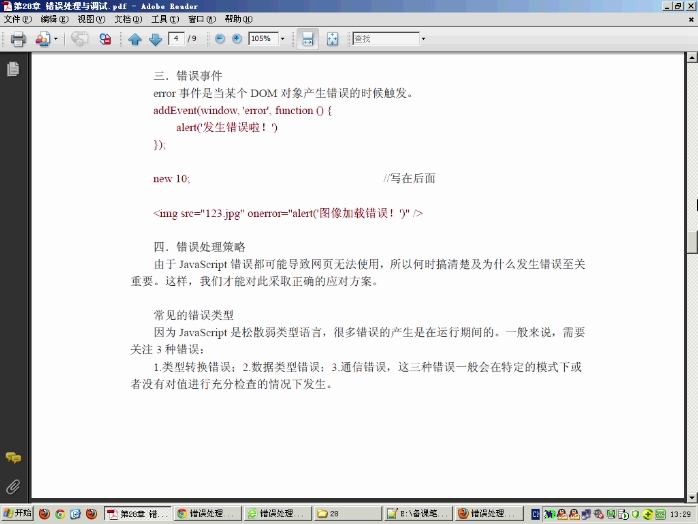 第28章 错误处理与调试.pdf - Adobe Reader
文件(F) 编辑(E) 视图(V) 文档(D) 工具(T) 窗口(W) 帮助(H)
4 / 9 105% 查找
三．错误事件
error 事件是当某个 DOM 对象产生错误的时候触发。
addEvent(window, 'error', function () {
alert('发生错误啦！')
});
new 10; //写在后面
<img src="123.jpg" onerror="alert('图像加载错误！')" />
四．错误处理策略
由于 JavaScript 错误都可能导致网页无法使用，所以何时搞清楚及为什么发生错误至关
重要。这样，我们才能对此采取正确的应对方案。
常见的错误类型
因为 JavaScript 是松散弱类型语言，很多错误的产生是在运行期间的。一般来说，需要
关注 3 种错误：
1.类型转换错误；2.数据类型错误；3.通信错误，这三种错误一般会在特定的模式下或
者没有对值进行充分检查的情况下发生。
开始 第28章 错... 错误处理... 错误处理... 28 E:\备课笔... 错误处理... 13:29